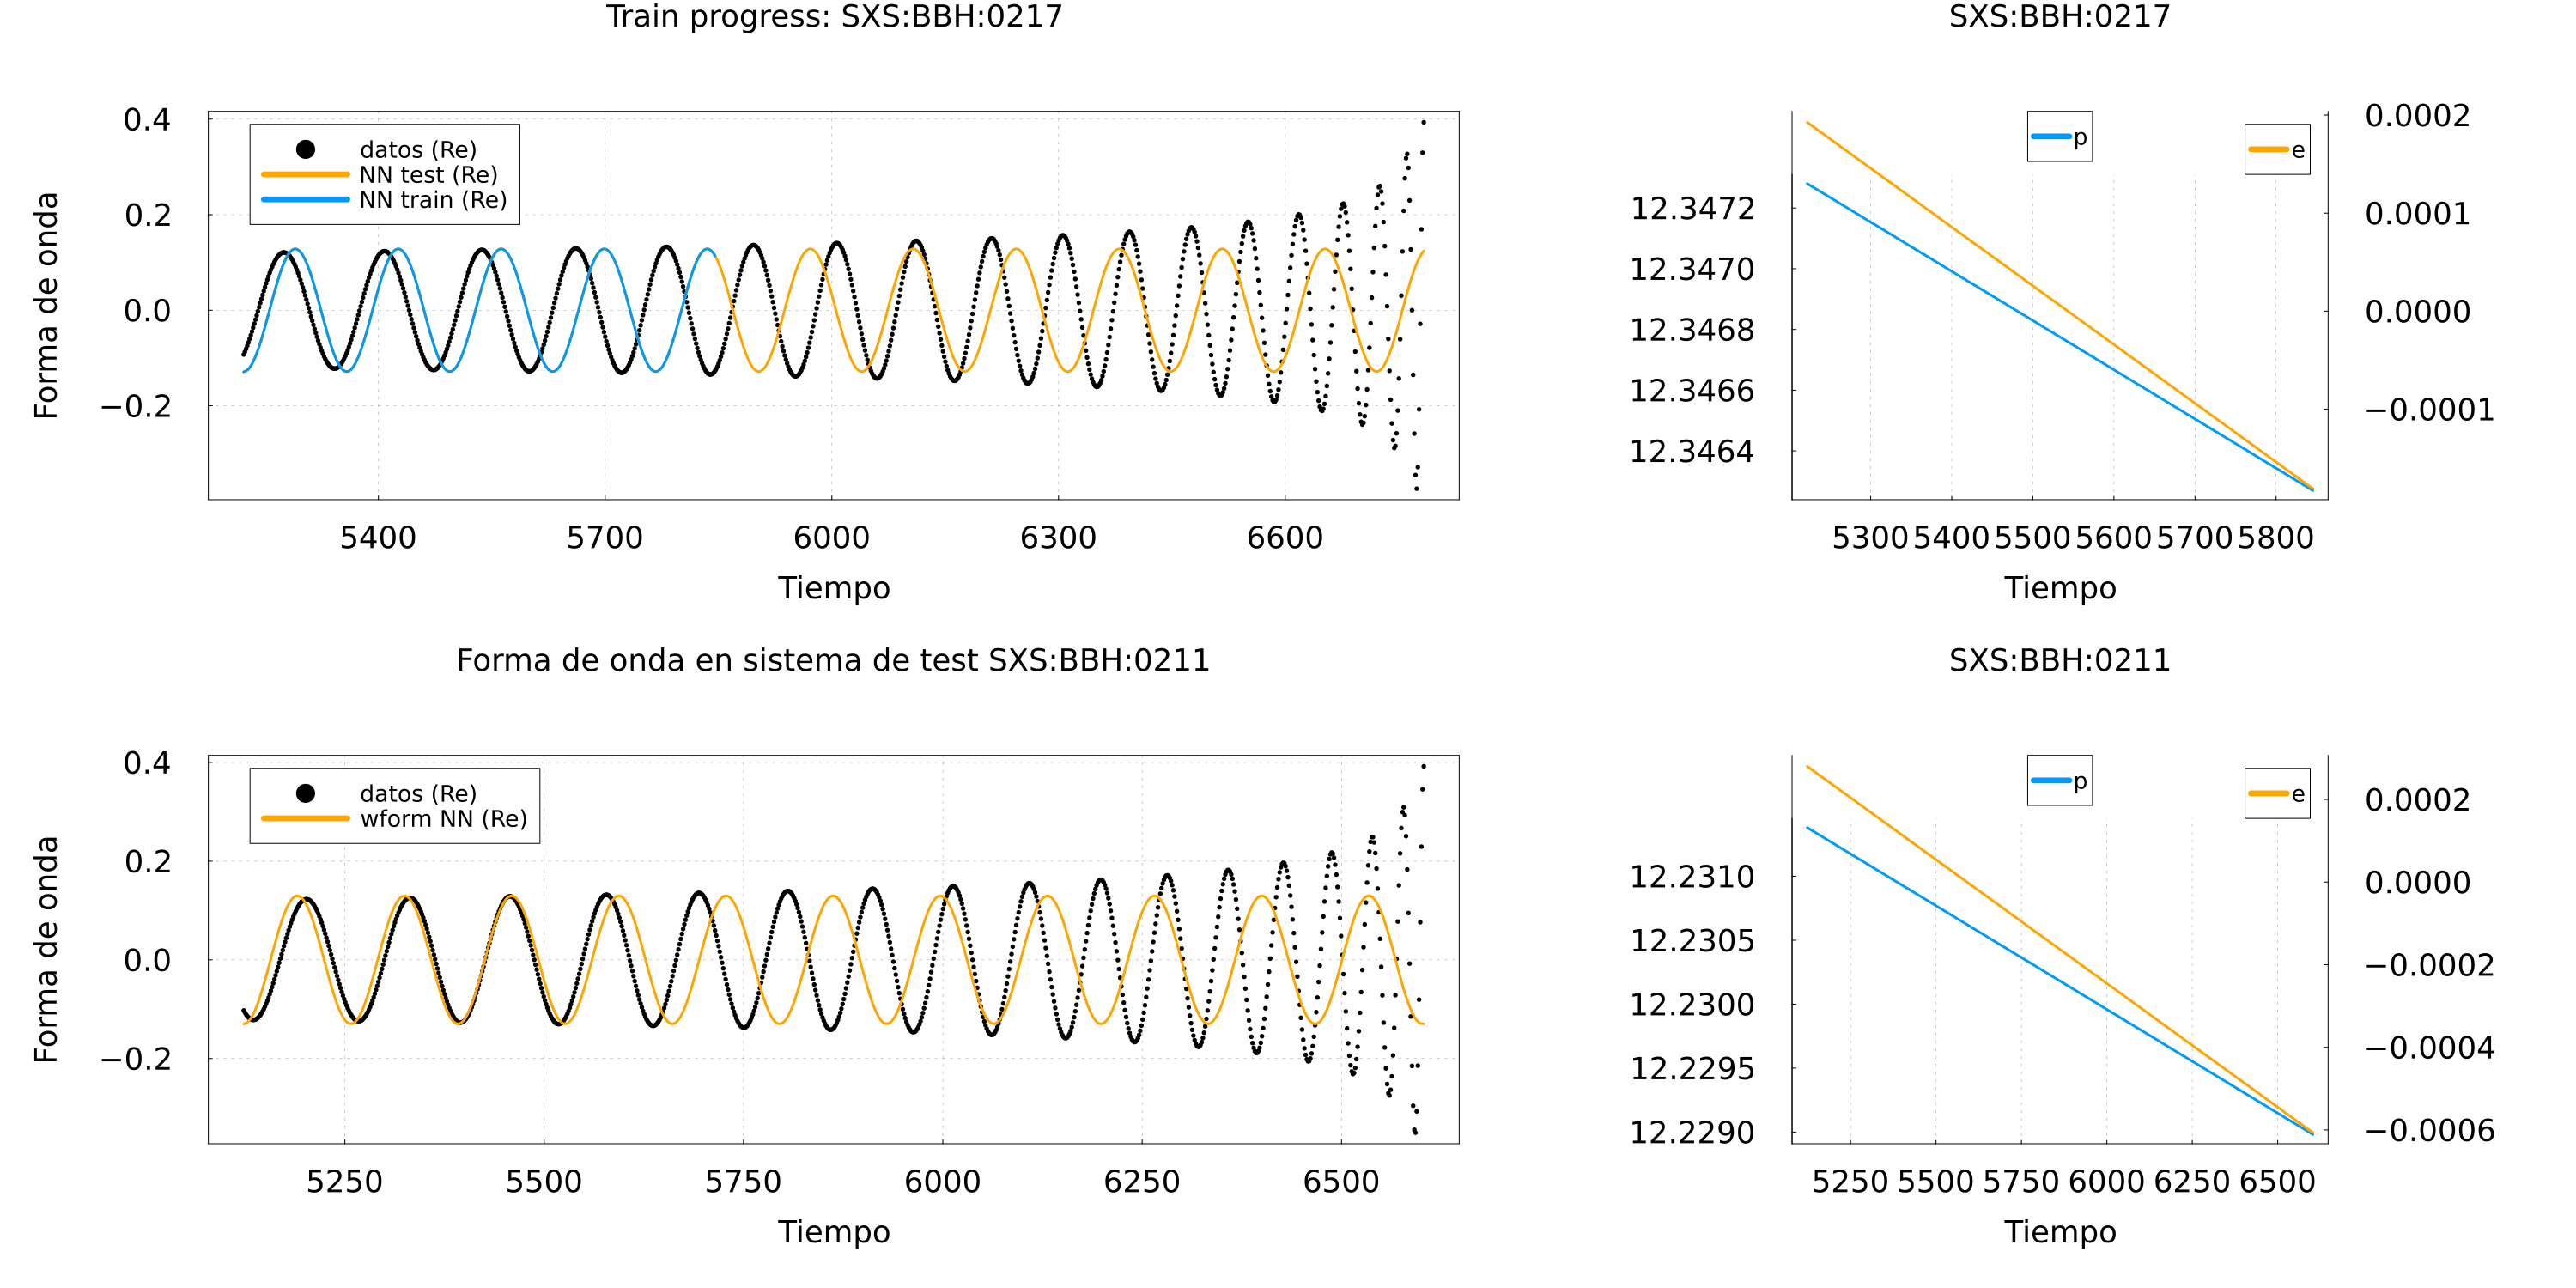 Train progress: SXS:BBH:0217
Forma de onda
0.4
0.2
0.0
−0.2
datos (Re)
NN test (Re)
NN train (Re)
5400 5700 6000 6300 6600
Tiempo
SXS:BBH:0217
12.3472
12.3470
12.3468
12.3466
12.3464
p
e
0.0002
0.0001
0.0000
−0.0001
5300 5400 5500 5600 5700 5800
Tiempo
Forma de onda en sistema de test SXS:BBH:0211
Forma de onda
0.4
0.2
0.0
−0.2
datos (Re)
wform NN (Re)
5250 5500 5750 6000 6250 6500
Tiempo
SXS:BBH:0211
12.2310
12.2305
12.2300
12.2295
12.2290
p
e
0.0002
0.0000
−0.0002
−0.0004
−0.0006
5250 5500 5750 6000 6250 6500
Tiempo